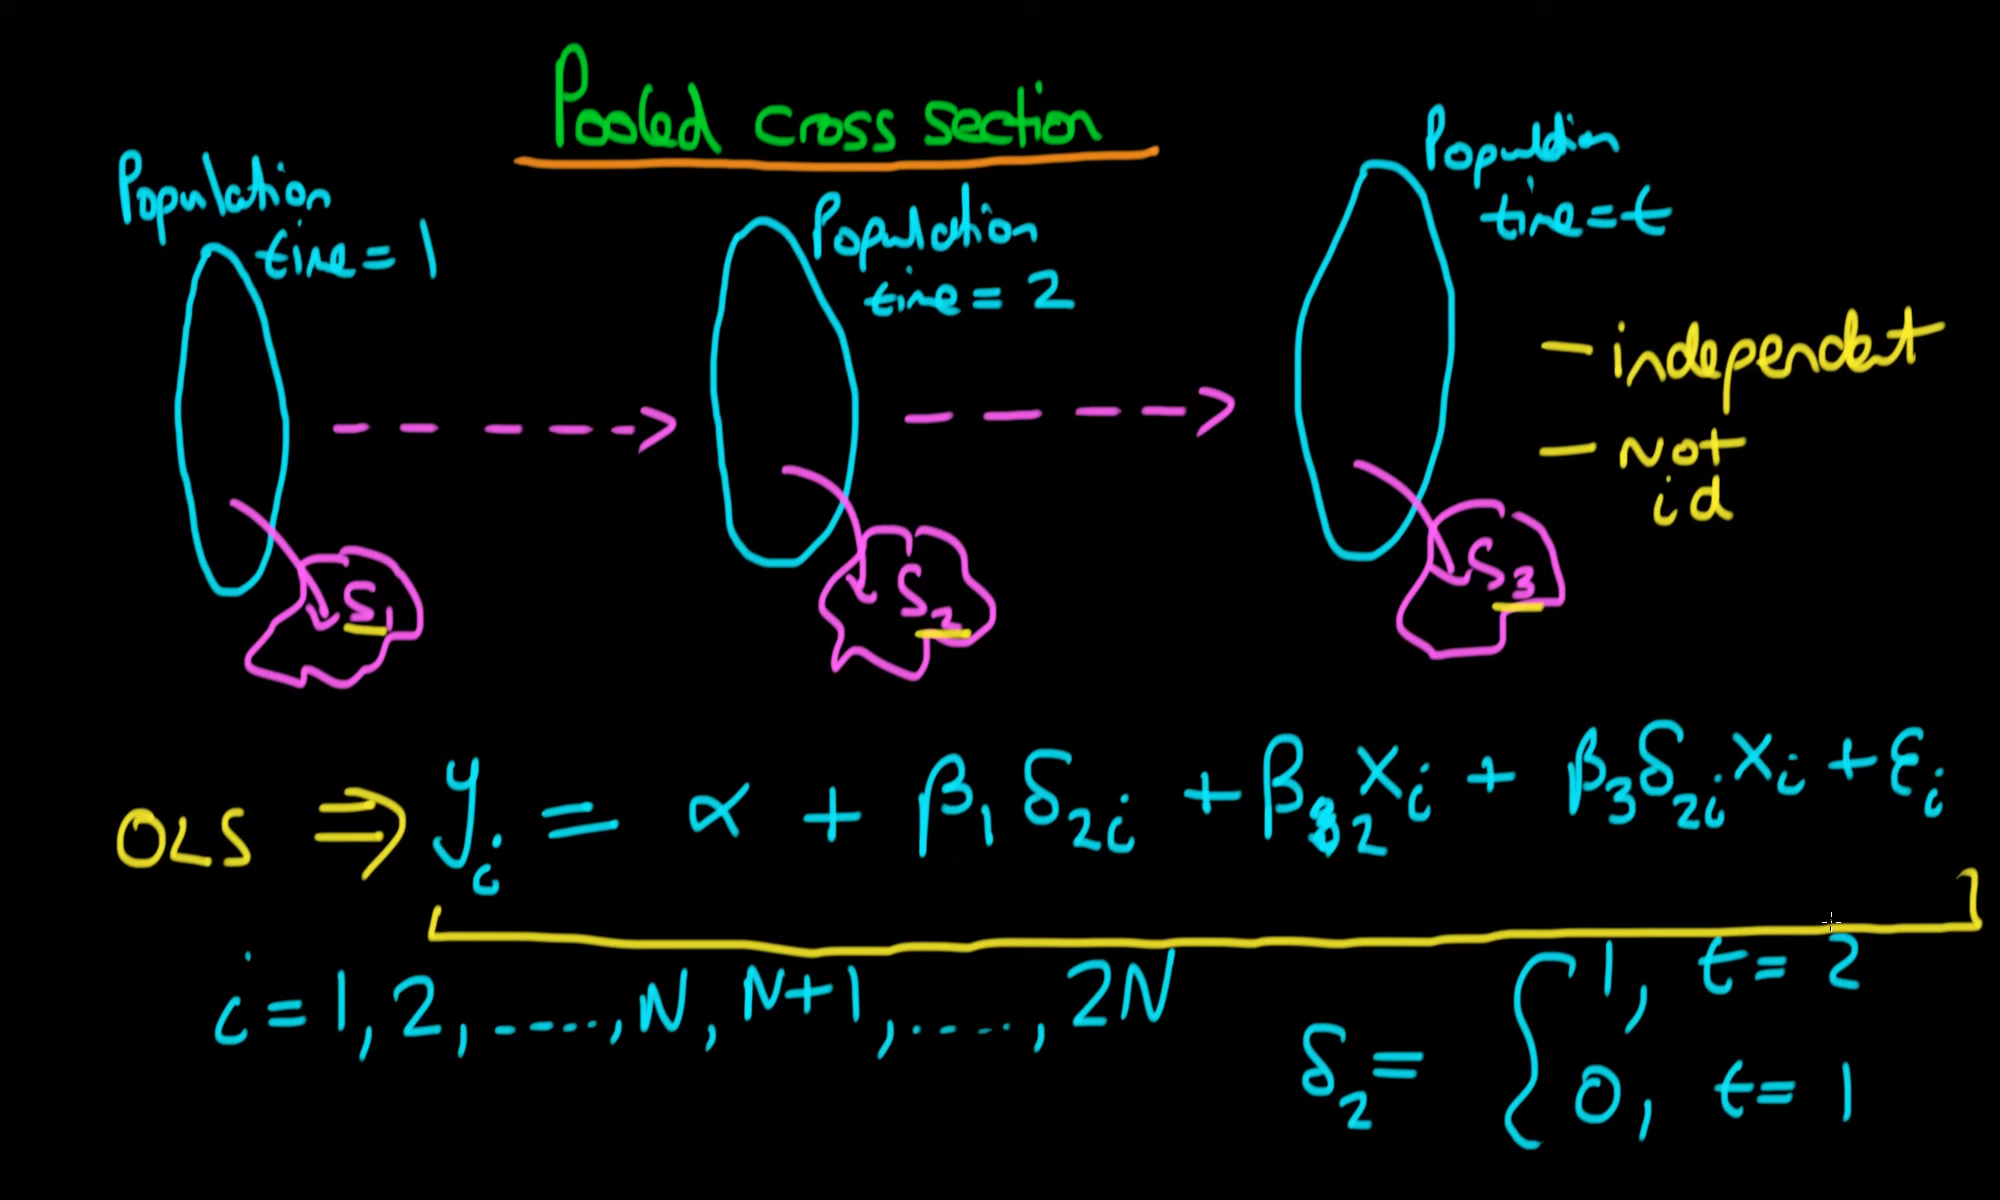 Pooled cross section
Population
time = 1
Population
time = 2
Population
time = t
- independent
- Not
id
S₁
S₂
S₃
OLS ⇒ yᵢ = α + β₁δ₂ᵢ + β₂xᵢ + β₃δ₂ᵢxᵢ + εᵢ
i = 1, 2, ....., N, N+1, ....., 2N
δ₂ = { 1, t = 2
0, t = 1